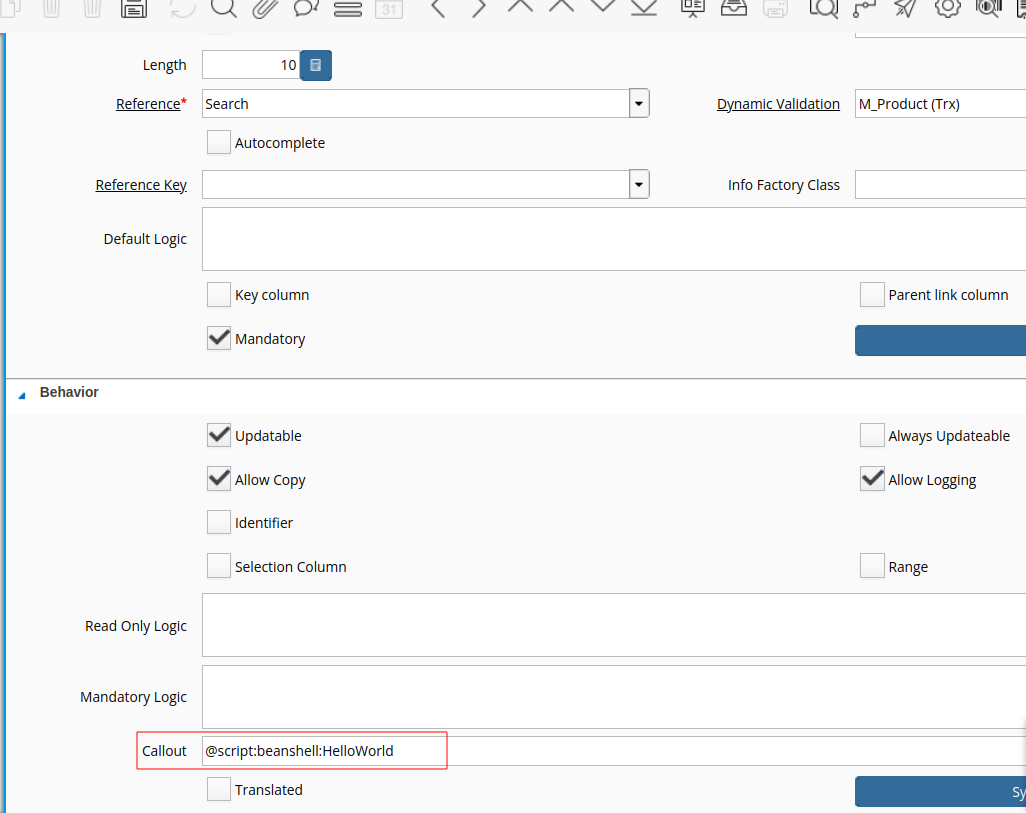 31
Length 10
Reference* Search Dynamic Validation M_Product (Trx)
Autocomplete
Reference Key Info Factory Class
Default Logic
Key column Parent link column
Mandatory
Behavior
Updatable Always Updateable
Allow Copy Allow Logging
Identifier
Selection Column Range
Read Only Logic
Mandatory Logic
Callout @script:beanshell:HelloWorld
Translated Sy